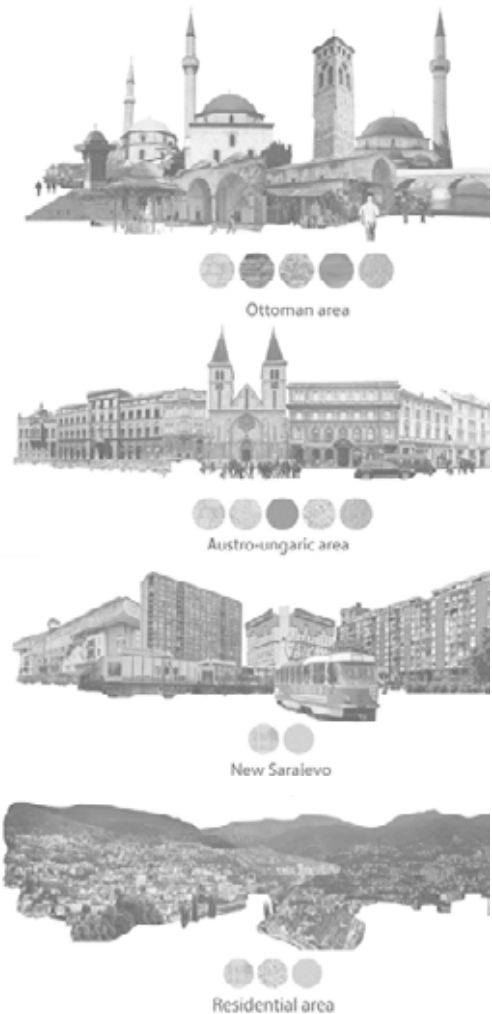 Ottoman area
Austro-ungaric area
New Sarajevo
Residential area